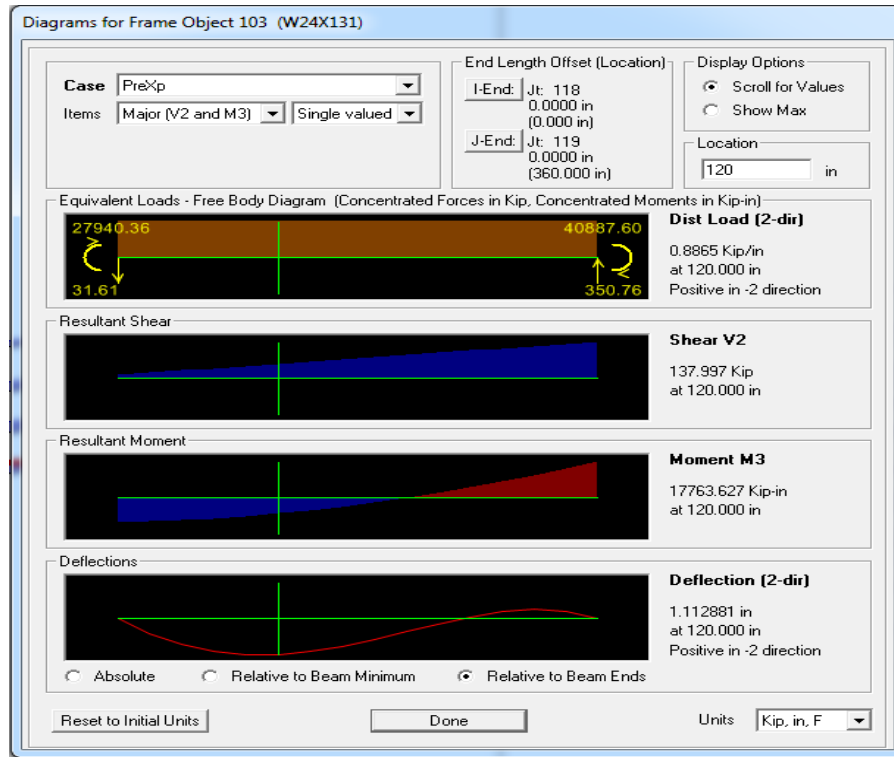 Diagrams for Frame Object 103 (W24X131)
Case PreXp
Items Major (V2 and M3) Single valued
End Length Offset (Location)
I-End: Jt: 118
0.0000 in
(0.000 in)
J-End: Jt: 119
0.0000 in
(360.000 in)
Display Options
Scroll for Values
Show Max
Location
120 in
Equivalent Loads - Free Body Diagram (Concentrated Forces in Kip, Concentrated Moments in Kip-in)
27940.36 40887.60
31.61 350.76
Dist Load (2-dir)
0.8865 Kip/in
at 120.000 in
Positive in -2 direction
Resultant Shear
Shear V2
137.997 Kip
at 120.000 in
Resultant Moment
Moment M3
17763.627 Kip-in
at 120.000 in
Deflections
Deflection (2-dir)
1.112881 in
at 120.000 in
Positive in -2 direction
Absolute Relative to Beam Minimum Relative to Beam Ends
Reset to Initial Units Done Units Kip, in, F